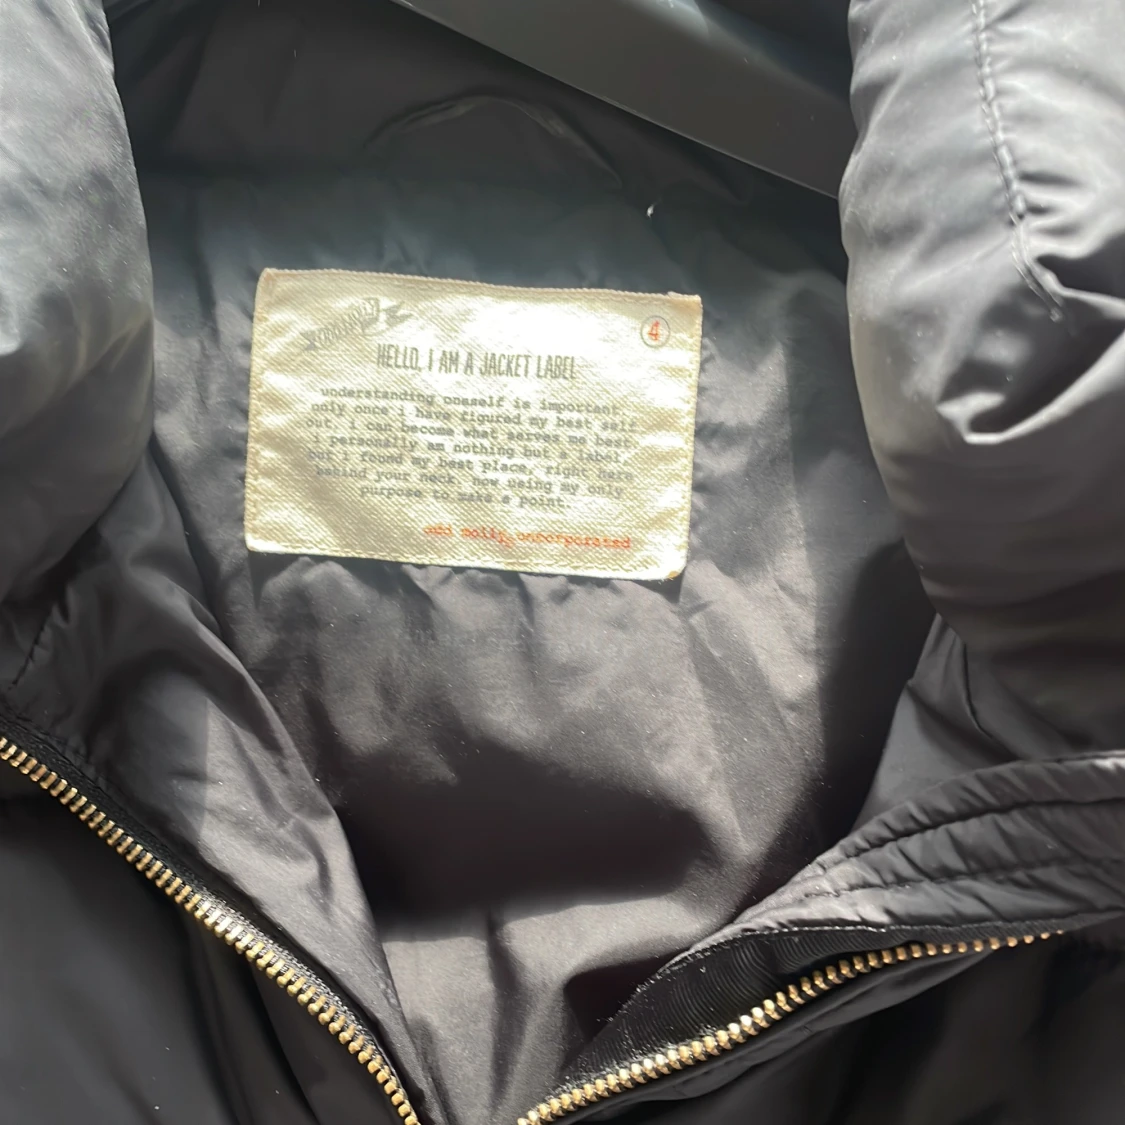 4
HELLO, I AM A JACKET LABEL
understanding oneself is important.
only once i have figured my best self
out, i can become what serves me best.
i personally am nothing but a label
but i found my best place, right here
behind your neck. now using my only
purpose to make a point.
odd molly unncorporated